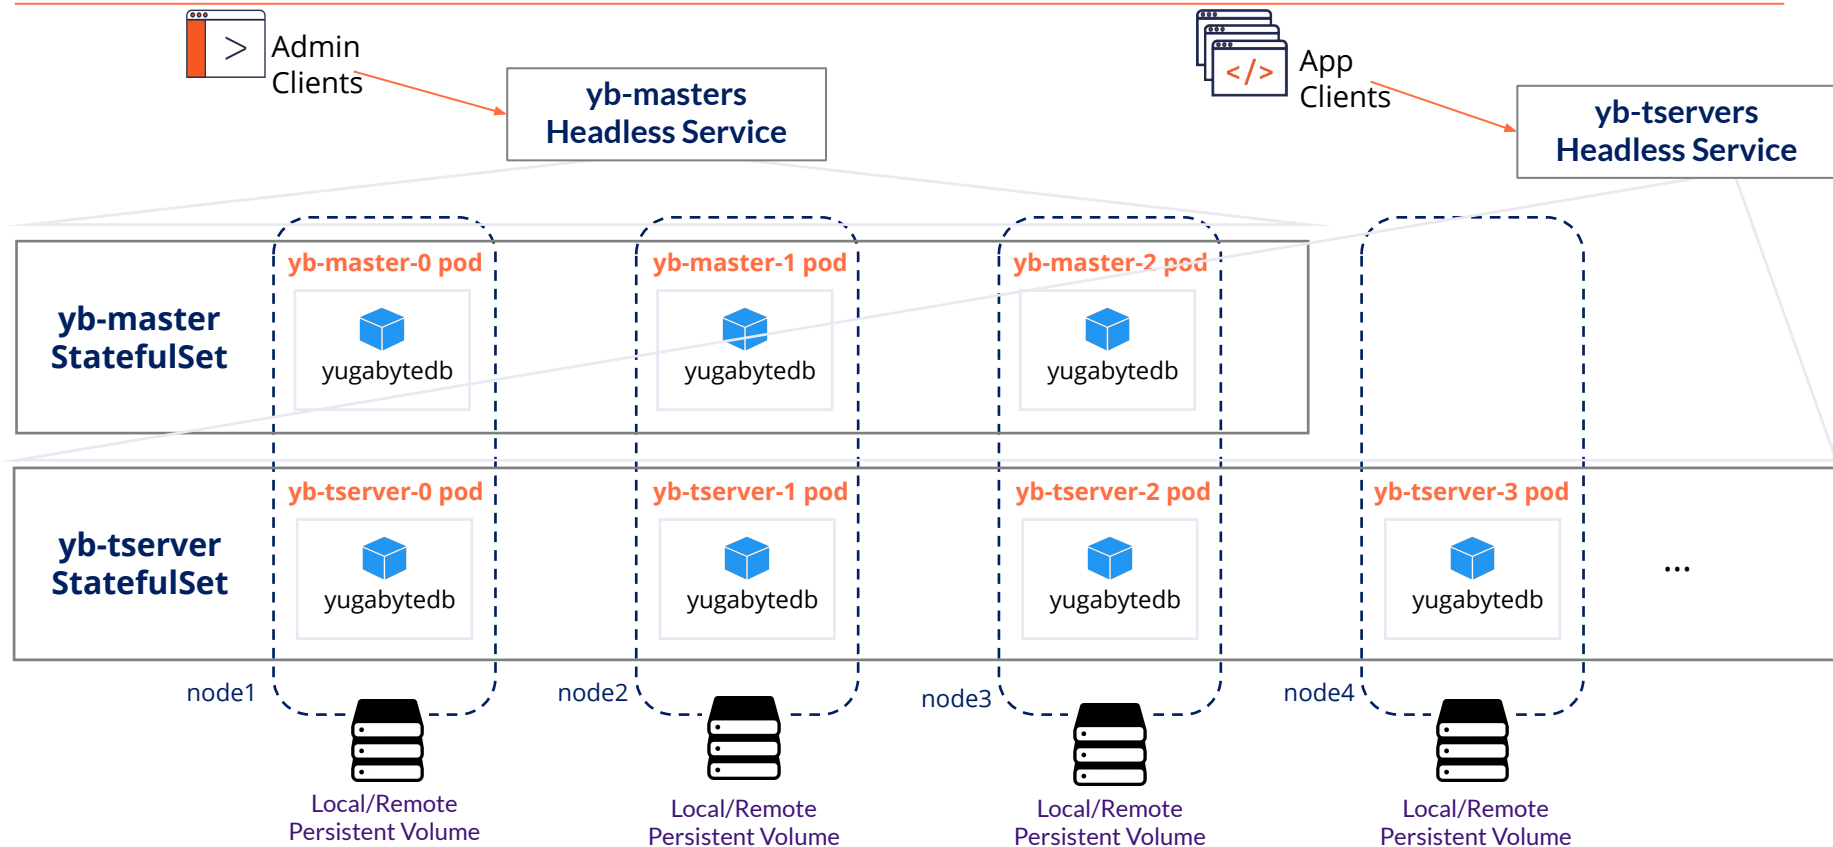 >
Admin
Clients
yb-masters
Headless Service
</>
App
Clients
yb-tservers
Headless Service
yb-master
StatefulSet
yb-master-0 pod
yugabytedb
yb-master-1 pod
yugabytedb
yb-master-2 pod
yugabytedb
yb-tserver
StatefulSet
yb-tserver-0 pod
yugabytedb
yb-tserver-1 pod
yugabytedb
yb-tserver-2 pod
yugabytedb
yb-tserver-3 pod
yugabytedb
...
node1
node2
node3
node4
Local/Remote
Persistent Volume
Local/Remote
Persistent Volume
Local/Remote
Persistent Volume
Local/Remote
Persistent Volume